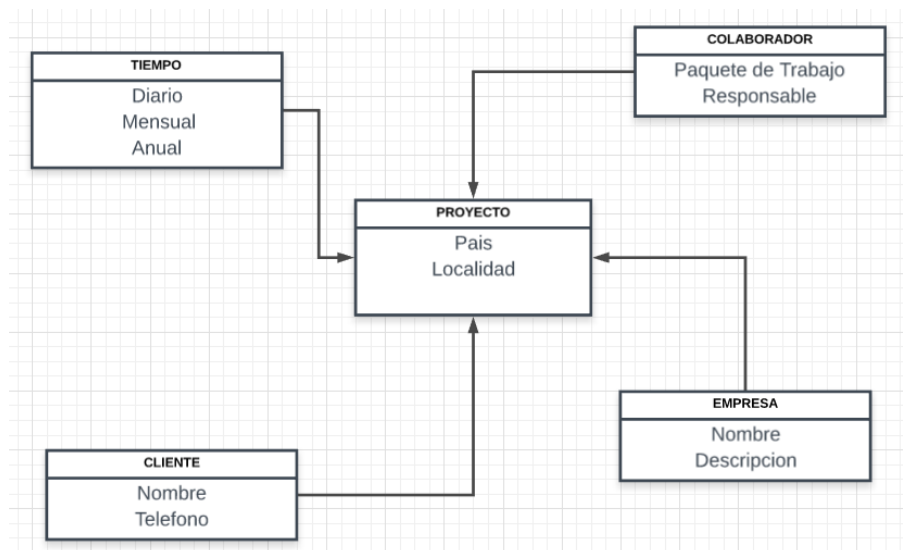 TIEMPO
Diario
Mensual
Anual
COLABORADOR
Paquete de Trabajo
Responsable
PROYECTO
Pais
Localidad
EMPRESA
Nombre
Descripcion
CLIENTE
Nombre
Telefono